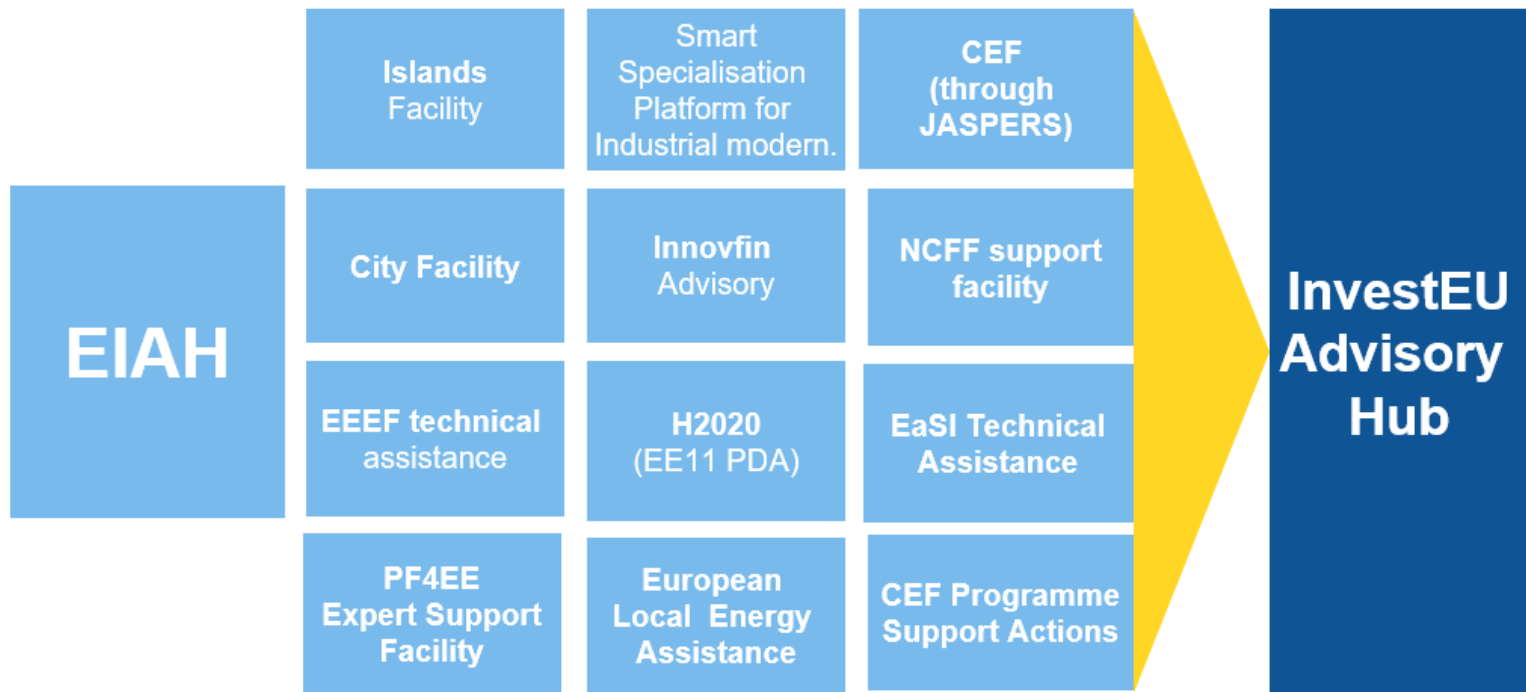 EIAH
Islands
Facility
Smart
Specialisation
Platform for
Industrial modern.
CEF
(through
JASPERS)
City Facility
Innovfin
Advisory
NCFF support
facility
EEEF technical
assistance
H2020
(EE11 PDA)
EaSI Technical
Assistance
PF4EE
Expert Support
Facility
European
Local Energy
Assistance
CEF Programme
Support Actions
InvestEU
Advisory
Hub